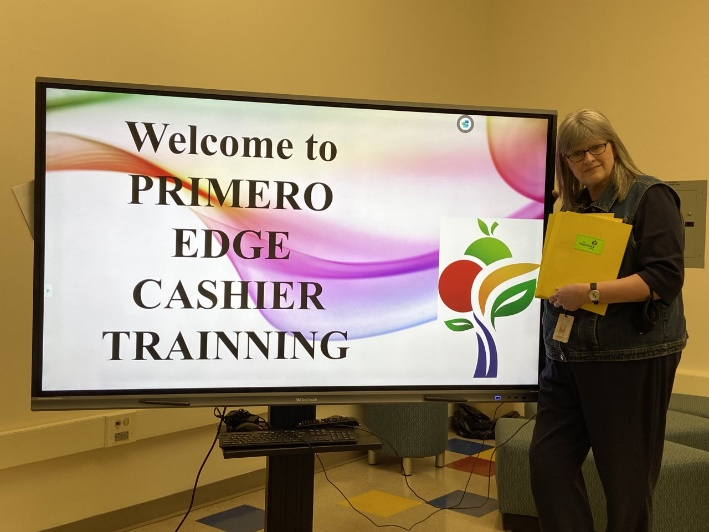 Welcome to
PRIMERO
EDGE
CASHIER
TRAINNING